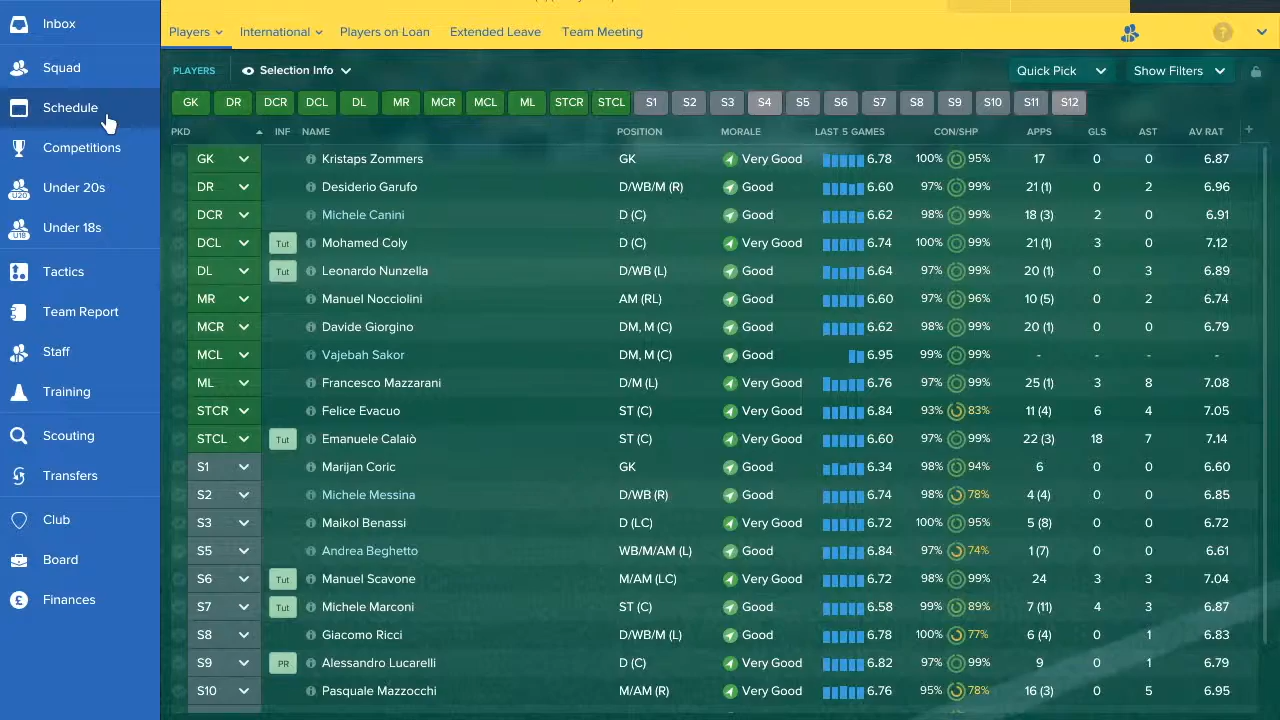 Inbox
Squad
Schedule
Competitions
U20 Under 20s
U18 Under 18s
Tactics
Team Report
Staff
Training
Scouting
Transfers
Club
Board
£ Finances
Players International Players on Loan Extended Leave Team Meeting ?
PLAYERS Selection Info Quick Pick Show Filters
GK DR DCR DCL DL MR MCR MCL ML STCR STCL S1 S2 S3 S4 S5 S6 S7 S8 S9 S10 S11 S12
PKD INF NAME POSITION MORALE LAST 5 GAMES CON/SHP APPS GLS AST AV RAT +
GK Kristaps Zommers GK Very Good 6.78 100% 95% 17 0 0 6.87
DR Desiderio Garufo D/WB/M (R) Good 6.60 97% 99% 21 (1) 0 2 6.96
DCR Michele Canini D (C) Good 6.62 98% 99% 18 (3) 2 0 6.91
DCL Tut Mohamed Coly D (C) Very Good 6.74 100% 99% 21 (1) 3 0 7.12
DL Tut Leonardo Nunzella D/WB (L) Good 6.64 97% 99% 20 (1) 0 3 6.89
MR Manuel Nocciolini AM (RL) Good 6.60 97% 96% 10 (5) 0 2 6.74
MCR Davide Giorgino DM, M (C) Good 6.62 98% 99% 20 (1) 0 0 6.79
MCL Vajebah Sakor DM, M (C) Good 6.95 99% 99% - - - -
ML Francesco Mazzarani D/M (L) Very Good 6.76 97% 99% 25 (1) 3 8 7.08
STCR Felice Evacuo ST (C) Very Good 6.84 93% 83% 11 (4) 6 4 7.05
STCL Tut Emanuele Calaiò ST (C) Very Good 6.60 97% 99% 22 (3) 18 7 7.14
S1 Marijan Coric GK Good 6.34 98% 94% 6 0 0 6.60
S2 Michele Messina D/WB (R) Good 6.74 98% 78% 4 (4) 0 0 6.85
S3 Maikol Benassi D (LC) Very Good 6.72 100% 95% 5 (8) 0 0 6.72
S5 Andrea Beghetto WB/M/AM (L) Good 6.84 97% 74% 1 (7) 0 0 6.61
S6 Tut Manuel Scavone M/AM (LC) Very Good 6.72 98% 99% 24 3 3 7.04
S7 Tut Michele Marconi ST (C) Very Good 6.58 99% 89% 7 (11) 4 3 6.87
S8 Giacomo Ricci D/WB/M (L) Good 6.78 100% 77% 6 (4) 0 1 6.83
S9 PR Alessandro Lucarelli D (C) Very Good 6.82 97% 99% 9 0 1 6.79
S10 Pasquale Mazzocchi M/AM (R) Very Good 6.76 95% 78% 16 (3) 0 5 6.95